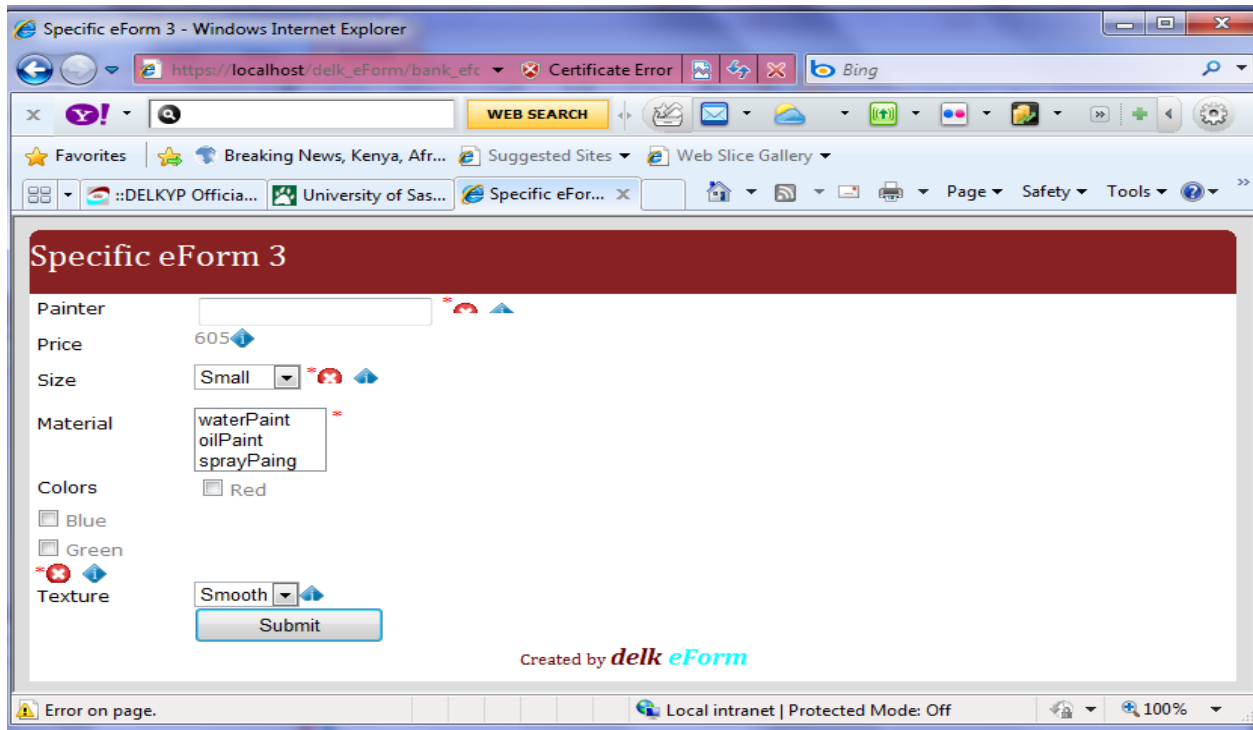 Specific eForm 3 - Windows Internet Explorer
https://localhost/delk_eForm/bank_efc Certificate Error Bing
x Y! WEB SEARCH
Favorites Breaking News, Kenya, Afr... Suggested Sites Web Slice Gallery
::DELKYP Officia... University of Sas... Specific eFor... x Page Safety Tools »
Specific eForm 3
Painter *
Price 605
Size Small *
Material waterPaint *
oilPaint
sprayPaing
Colors Red
Blue
Green
*
Texture Smooth
Submit
Created by delk eForm
Error on page. Local intranet | Protected Mode: Off 100%